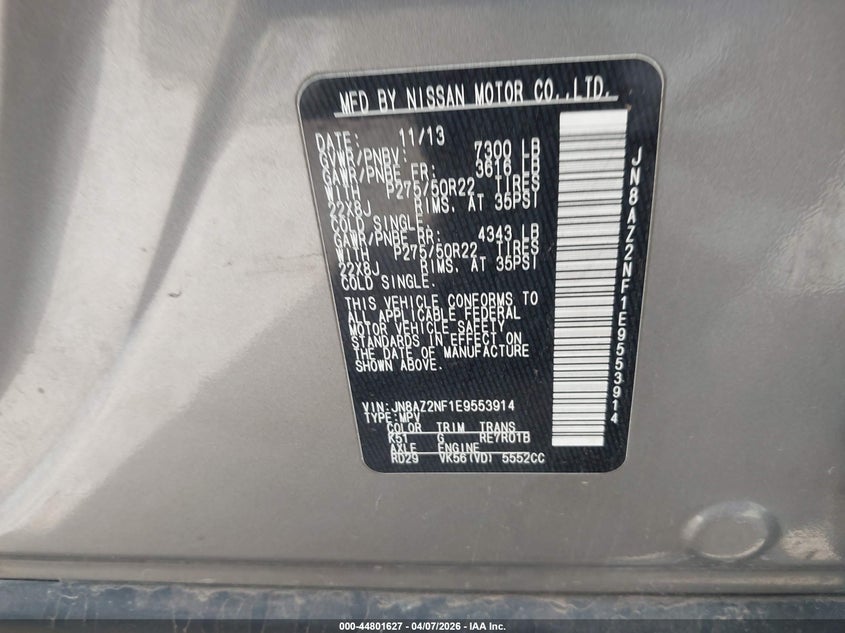 MFD BY NISSAN MOTOR CO.,LTD.
DATE: 11/13
GVWR/PNBV: 7300 LB
GAWR/PNBE FR: 3616 LB
WITH P275/50R22 TIRES
22X8J RIMS. AT 35PSI
COLD SINGLE.
GAWR/PNBE RR: 4343 LB
WITH P275/50R22 TIRES
22X8J RIMS. AT 35PSI
COLD SINGLE.
THIS VEHICLE CONFORMS TO
ALL APPLICABLE FEDERAL
MOTOR VEHICLE SAFETY
STANDARDS IN EFFECT ON
THE DATE OF MANUFACTURE
SHOWN ABOVE.
VIN:JN8AZ2NF1E9553914
TYPE:MPV
COLOR TRIM TRANS
K51 G RE7R01B
AXLE ENGINE
RD29 VK56(VD) 5552CC
JN8AZ2NF1E9553914
000-44801627 - 04/07/2026 - IAA Inc.